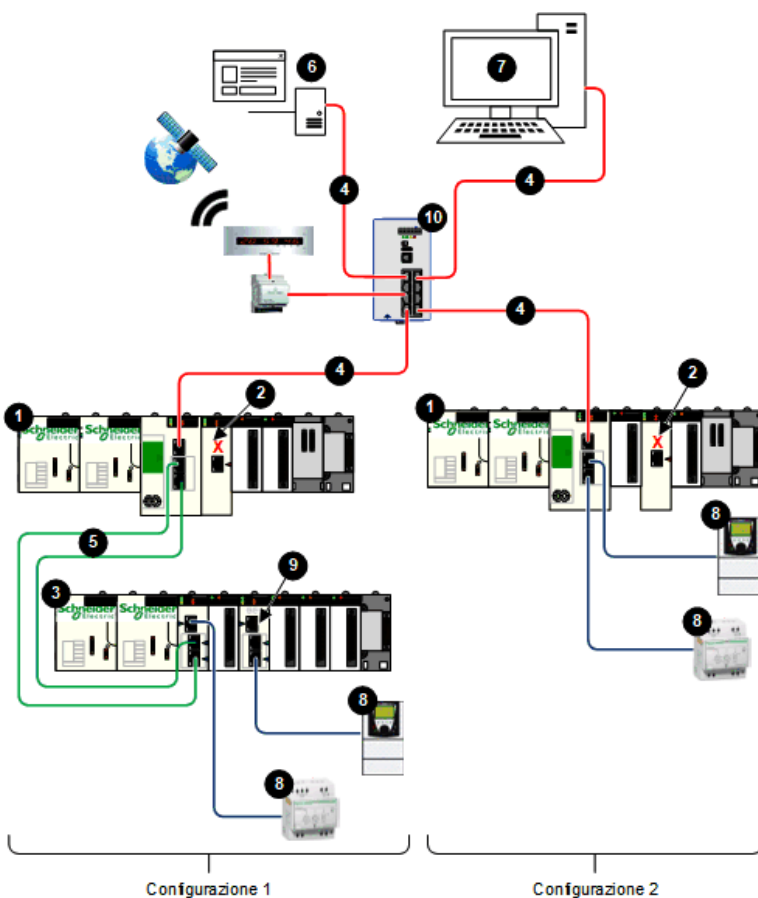 6
7
4
4
10
4
4
2
1
Schneider
Electric
Schneider
Electric
2
1
Schneider
Electric
Schneider
Electric
X
X
5
8
3
9
Schneider
Electric
Schneider
Electric
8
8
8
Configurazione 1
Configurazione 2